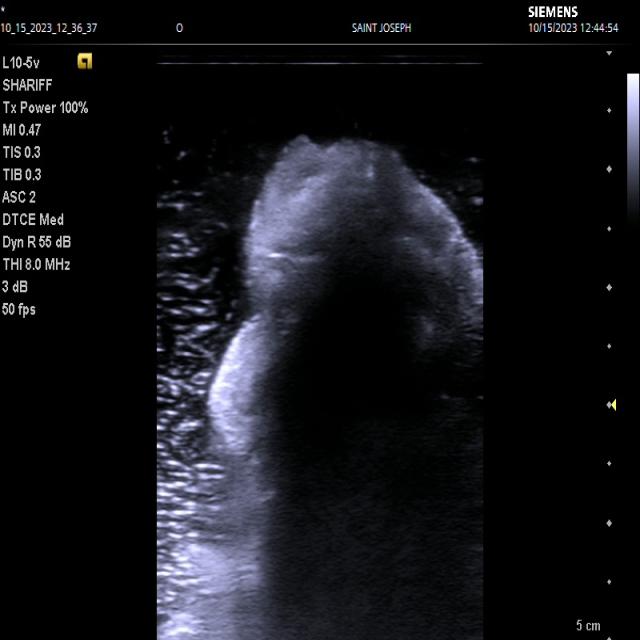 *
SIEMENS
10_15_2023_12_36_37 O SAINT JOSEPH 10/15/2023 12:44:54
L10-5v
SHARIFF
Tx Power 100%
MI 0.47
TIS 0.3
TIB 0.3
ASC 2
DTCE Med
Dyn R 55 dB
THI 8.0 MHz
3 dB
50 fps
5 cm